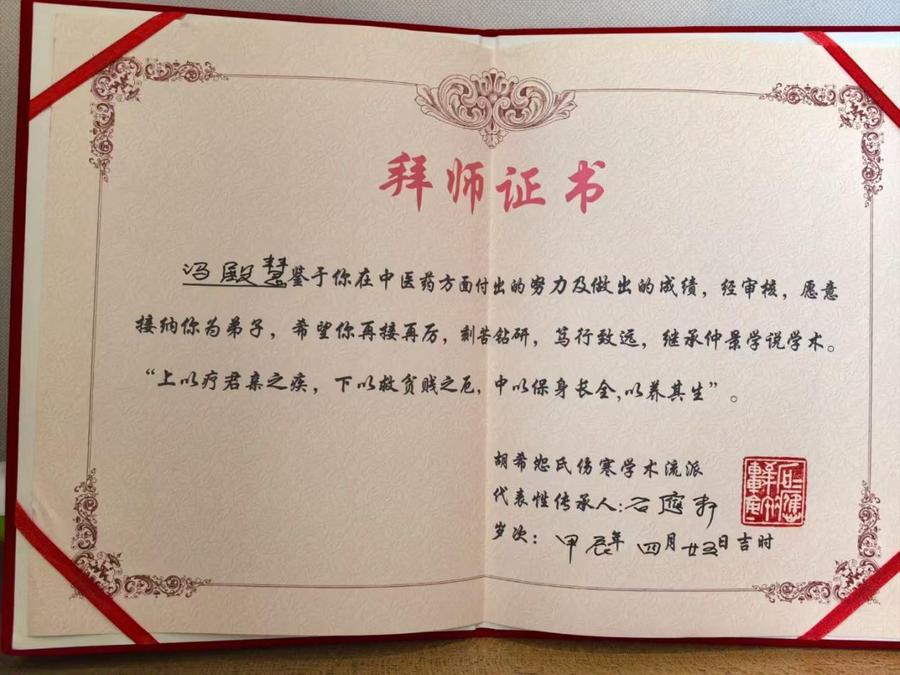 拜师证书
冯殿慧鉴于你在中医药方面付出的努力及做出的成绩，经审核，愿意
接纳你为弟子，希望你再接再厉，刻苦钻研，笃行致远，继承仲景学说学术。
“上以疗君亲之疾，下以救贫贱之厄，中以保身长全，以养其生”。
胡希恕氏伤寒学术流派
代表性传承人：石
岁次：甲辰年 四月廿五日吉时